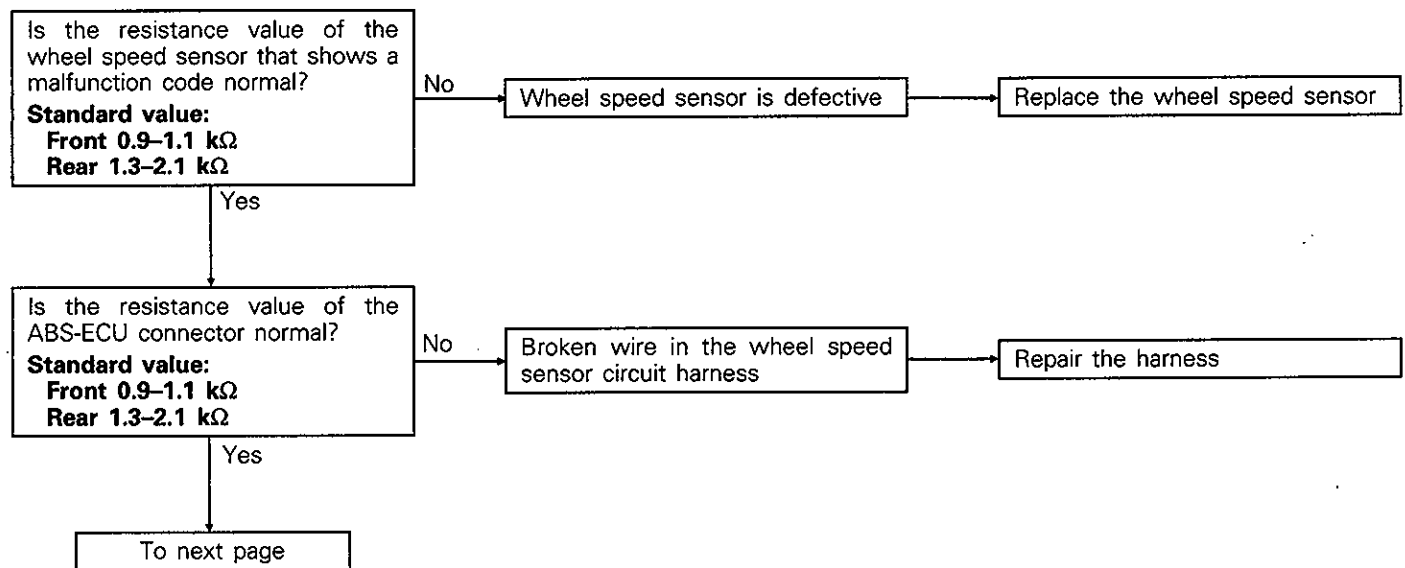 Is the resistance value of the
wheel speed sensor that shows a
malfunction code normal?
Standard value:
Front 0.9–1.1 kΩ
Rear 1.3–2.1 kΩ
No
Wheel speed sensor is defective
Replace the wheel speed sensor
Yes
Is the resistance value of the
ABS-ECU connector normal?
Standard value:
Front 0.9–1.1 kΩ
Rear 1.3–2.1 kΩ
No
Broken wire in the wheel speed
sensor circuit harness
Repair the harness
Yes
To next page